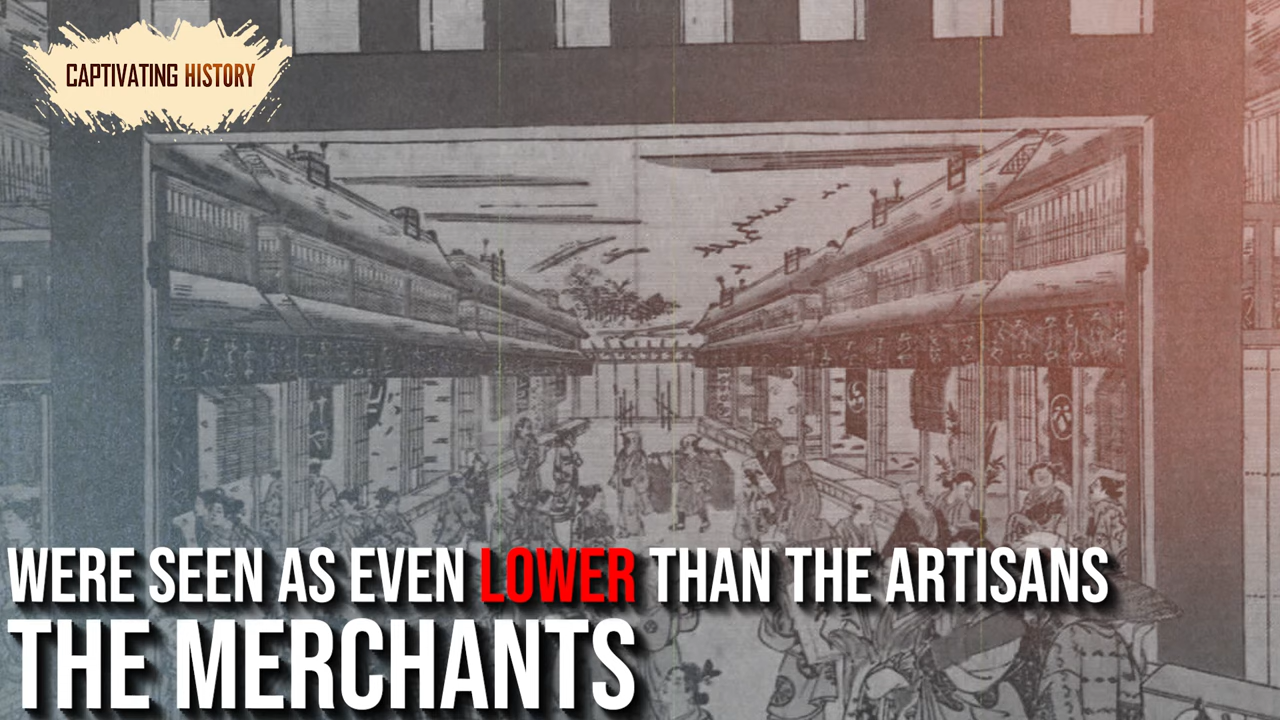 CAPTIVATING HISTORY
WERE SEEN AS EVEN LOWER THAN THE ARTISANS
THE MERCHANTS